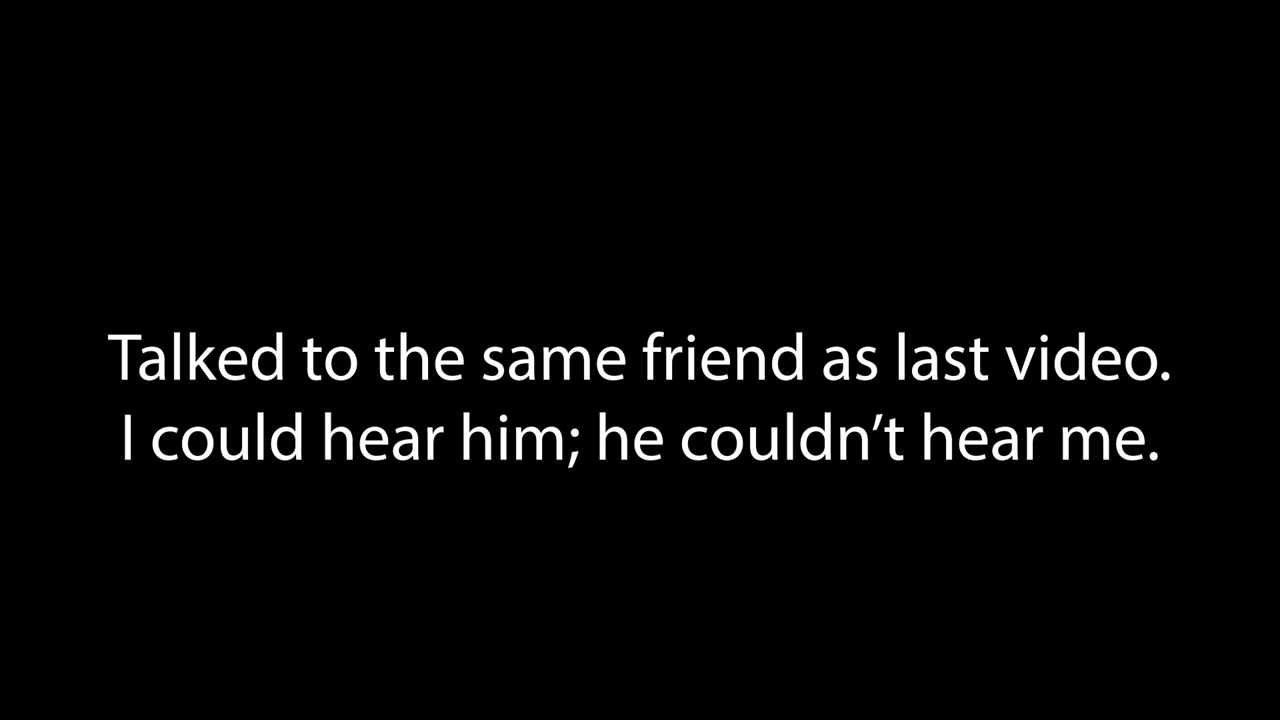 Talked to the same friend as last video.
I could hear him; he couldn’t hear me.